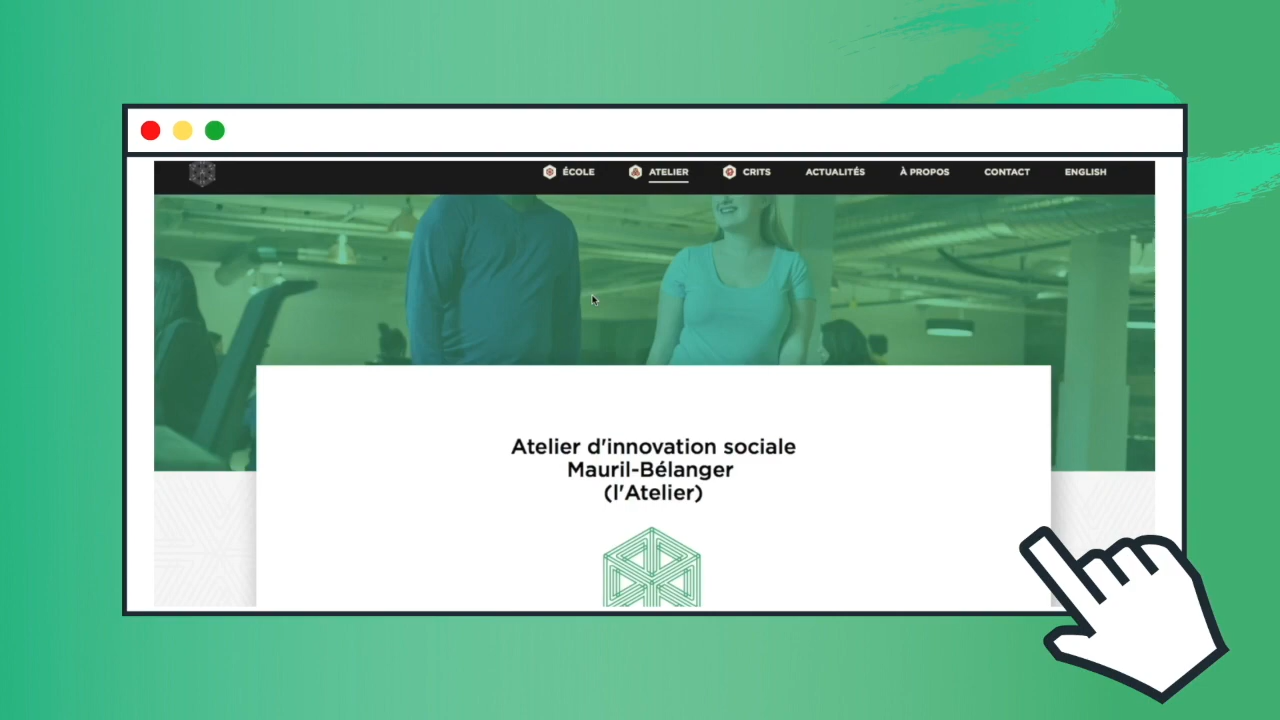 ÉCOLE ATELIER CRITS ACTUALITÉS À PROPOS CONTACT ENGLISH
Atelier d'innovation sociale
Mauril-Bélanger
(l'Atelier)